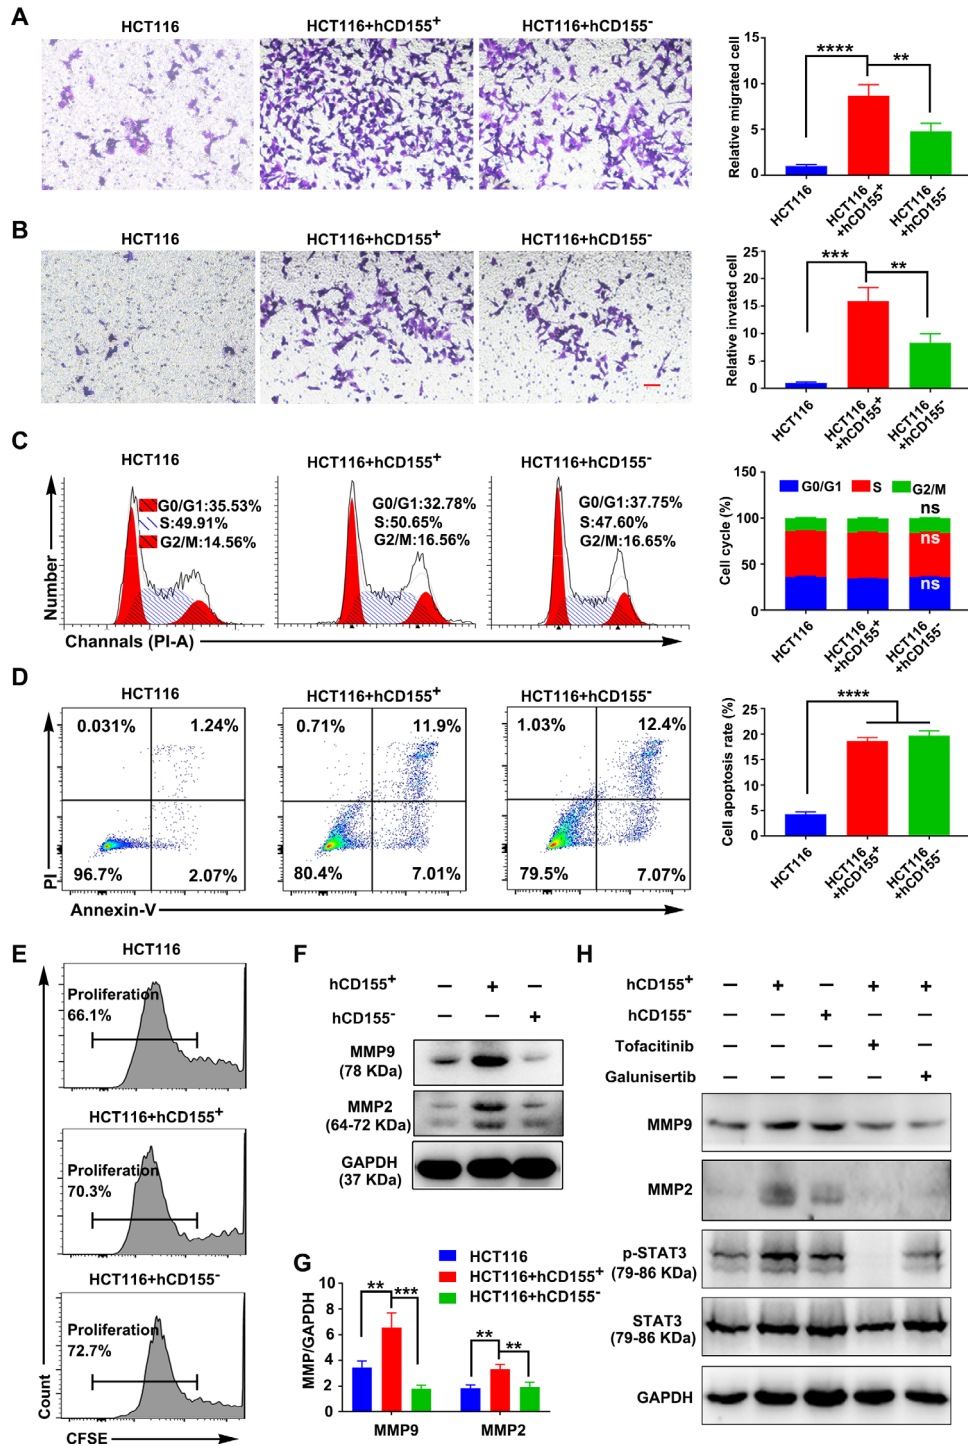 A
HCT116
HCT116+hCD155+
HCT116+hCD155-
Relative migrated cell
15
10
5
0
****
**
HCT116
HCT116
+hCD155+
HCT116
+hCD155-
B
HCT116
HCT116+hCD155+
HCT116+hCD155-
Relative invated cell
25
20
15
10
5
0
***
**
HCT116
HCT116
+hCD155+
HCT116
+hCD155-
C
HCT116
HCT116+hCD155+
HCT116+hCD155-
G0/G1:35.53%
S:49.91%
G2/M:14.56%
G0/G1:32.78%
S:50.65%
G2/M:16.56%
G0/G1:37.75%
S:47.60%
G2/M:16.65%
Number
Channels (PI-A)
Cell cycle (%)
150
100
50
0
G0/G1 S G2/M
ns
ns
ns
HCT116
HCT116
+hCD155+
HCT116
+hCD155-
D
HCT116
HCT116+hCD155+
HCT116+hCD155-
0.031% 1.24%
96.7% 2.07%
0.71% 11.9%
80.4% 7.01%
1.03% 12.4%
79.5% 7.07%
PI
Annexin-V
Cell apoptosis rate (%)
25
20
15
10
5
0
****
HCT116
HCT116
+hCD155+
HCT116
+hCD155-
E
HCT116
Proliferation
66.1%
HCT116+hCD155+
Proliferation
70.3%
HCT116+hCD155-
Proliferation
72.7%
Count
CFSE
F
hCD155+ − + −
hCD155- − − +
MMP9
(78 KDa)
MMP2
(64-72 KDa)
GAPDH
(37 KDa)
G
HCT116
HCT116+hCD155+
HCT116+hCD155-
MMP/GAPDH
10
8
6
4
2
0
** ***
** **
MMP9 MMP2
H
hCD155+ − + − + +
hCD155- − − + − −
Tofacitinib − − − + −
Galunisertib − − − − +
MMP9
MMP2
p-STAT3
(79-86 KDa)
STAT3
(79-86 KDa)
GAPDH